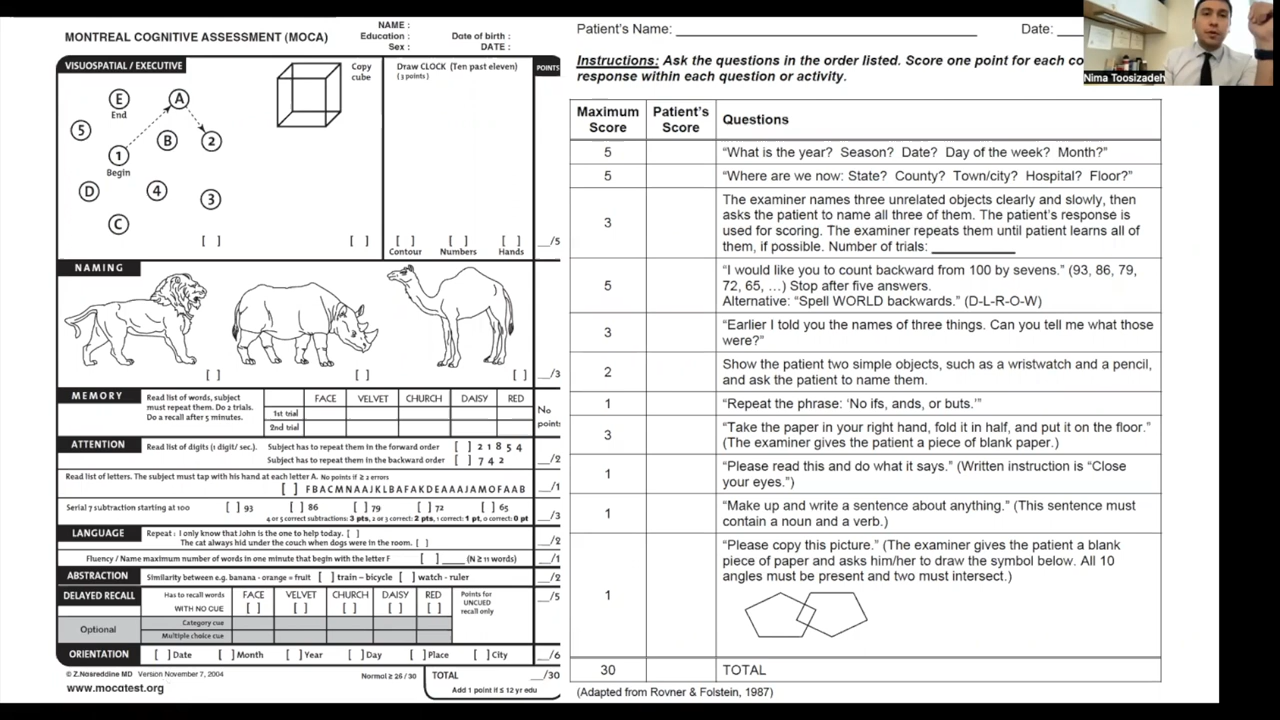 MONTREAL COGNITIVE ASSESSMENT (MOCA)
NAME :
Education :
Sex :
Date of birth :
DATE :
VISUOSPATIAL / EXECUTIVE
E
End
A
5
B
2
1
Begin
D
4
3
C
[ ]
Copy
cube
[ ]
Draw CLOCK (Ten past eleven)
( 3 points )
[ ] [ ] [ ]
Contour Numbers Hands
POINTS
__/5
NAMING
[ ] [ ] [ ] __/3
MEMORY
Read list of words, subject
must repeat them. Do 2 trials.
Do a recall after 5 minutes.
FACE VELVET CHURCH DAISY RED
1st trial
2nd trial
No
points
ATTENTION Read list of digits (1 digit/ sec.). Subject has to repeat them in the forward order [ ] 2 1 8 5 4
Subject has to repeat them in the backward order [ ] 7 4 2 __/2
Read list of letters. The subject must tap with his hand at each letter A. No points if ≥ 2 errors
[ ] F B A C M N A A J K L B A F A K D E A A A J A M O F A A B __/1
Serial 7 subtraction starting at 100 [ ] 93 [ ] 86 [ ] 79 [ ] 72 [ ] 65
4 or 5 correct subtractions: 3 pts, 2 or 3 correct: 2 pts, 1 correct: 1 pt, 0 correct: 0 pt __/3
LANGUAGE Repeat : I only know that John is the one to help today. [ ]
The cat always hid under the couch when dogs were in the room. [ ] __/2
Fluency / Name maximum number of words in one minute that begin with the letter F [ ] ____ (N ≥ 11 words) __/1
ABSTRACTION Similarity between e.g. banana - orange = fruit [ ] train – bicycle [ ] watch - ruler __/2
DELAYED RECALL Has to recall words
WITH NO CUE
FACE VELVET CHURCH DAISY RED
[ ] [ ] [ ] [ ] [ ]
Points for
UNCUED
recall only
__/5
Optional
Category cue
Multiple choice cue
ORIENTATION [ ] Date [ ] Month [ ] Year [ ] Day [ ] Place [ ] City __/6
© Z.Nasreddine MD Version November 7, 2004
www.mocatest.org
Normal ≥ 26 / 30
TOTAL __/30
Add 1 point if ≤ 12 yr edu
Patient's Name: ____ Date: ____
Instructions: Ask the questions in the order listed. Score one point for each co
response within each question or activity.
Maximum
Score
Patient's
Score
Questions
5 “What is the year? Season? Date? Day of the week? Month?”
5 “Where are we now: State? County? Town/city? Hospital? Floor?”
3
The examiner names three unrelated objects clearly and slowly, then
asks the patient to name all three of them. The patient's response is
used for scoring. The examiner repeats them until patient learns all of
them, if possible. Number of trials: ____
5
“I would like you to count backward from 100 by sevens.” (93, 86, 79,
72, 65, …) Stop after five answers.
Alternative: “Spell WORLD backwards.” (D-L-R-O-W)
3
“Earlier I told you the names of three things. Can you tell me what those
were?”
2
Show the patient two simple objects, such as a wristwatch and a pencil,
and ask the patient to name them.
1 “Repeat the phrase: ‘No ifs, ands, or buts.’”
3
“Take the paper in your right hand, fold it in half, and put it on the floor.”
(The examiner gives the patient a piece of blank paper.)
1
“Please read this and do what it says.” (Written instruction is “Close
your eyes.”)
1
“Make up and write a sentence about anything.” (This sentence must
contain a noun and a verb.)
1
“Please copy this picture.” (The examiner gives the patient a blank
piece of paper and asks him/her to draw the symbol below. All 10
angles must be present and two must intersect.)
30 TOTAL
(Adapted from Rovner & Folstein, 1987)
Nima Toosizadeh